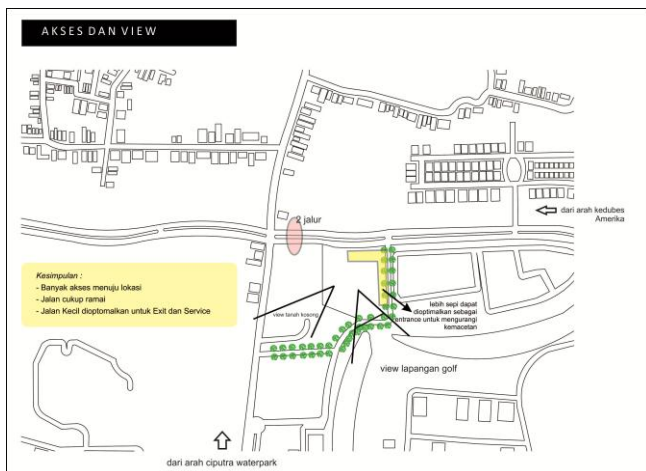 AKSES DAN VIEW
2 jalur
dari arah kedubes
Amerika
Kesimpulan :
- Banyak akses menuju lokasi
- Jalan cukup ramai
- Jalan Kecil dioptomalkan untuk Exit dan Service
view tanah kosong
lebih sepi dapat
dioptimalkan sebagai
entrance untuk mengurangi
kemacetan
view lapangan golf
dari arah ciputra waterpark